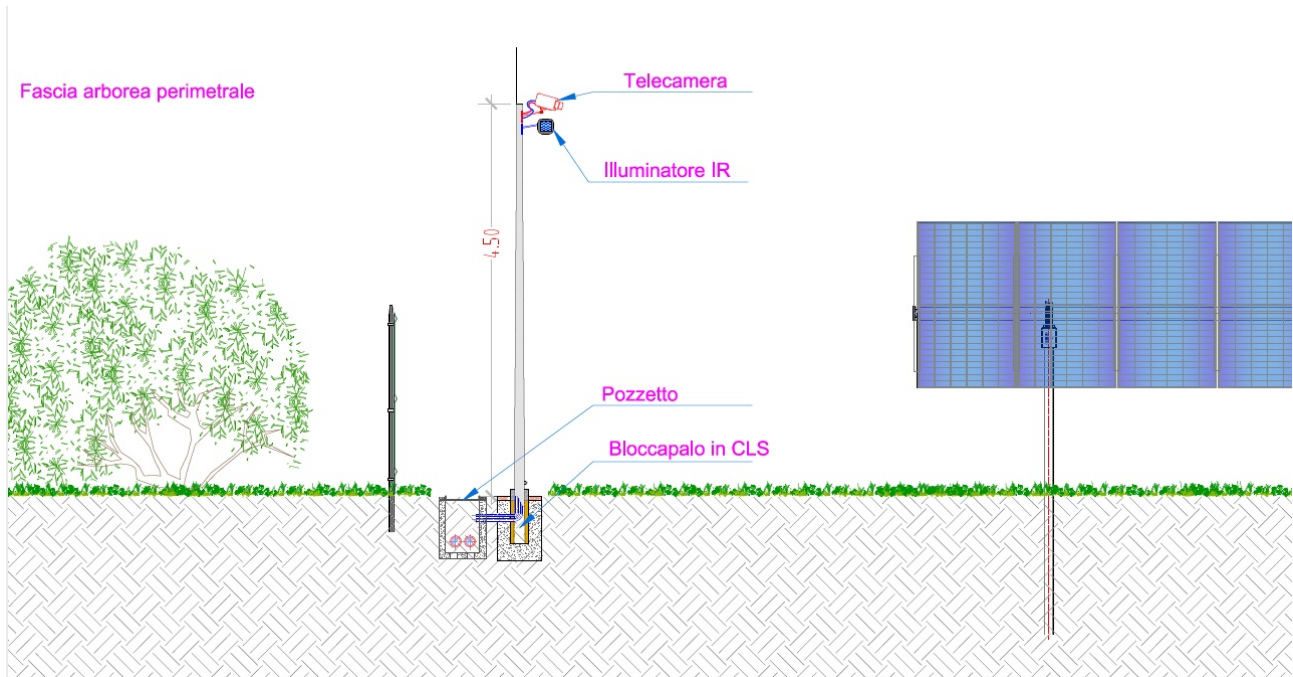 Fascia arborea perimetrale
Telecamera
Illuminatore IR
4.50
Pozzetto
Bloccapalo in CLS